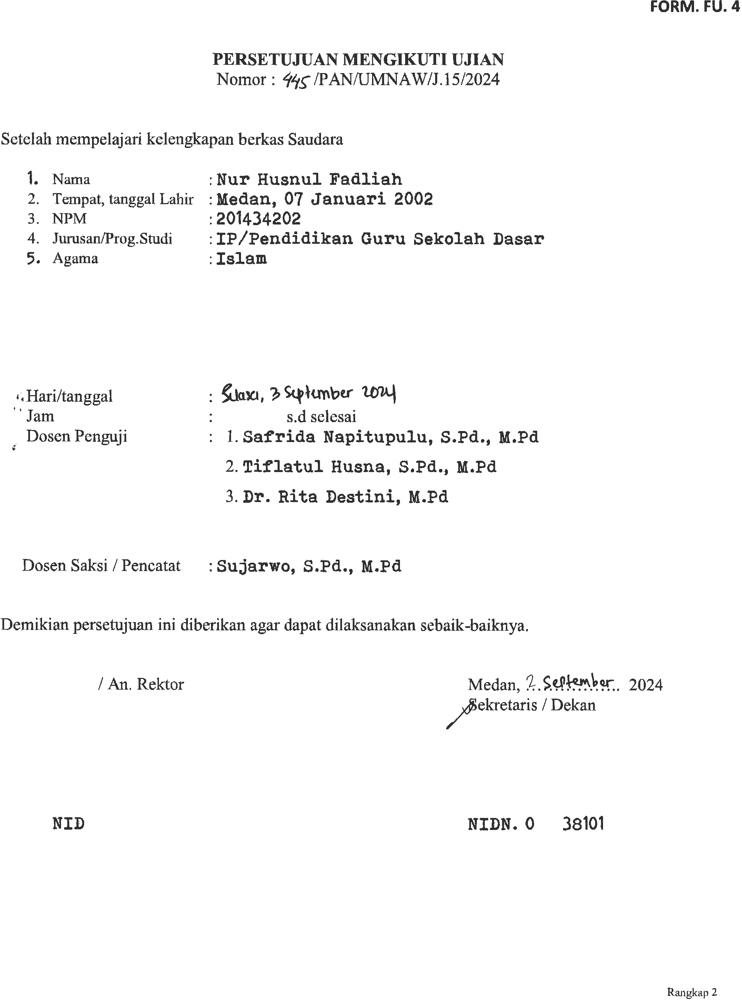 FORM. FU. 4
PERSETUJUAN MENGIKUTI UJIAN
Nomor : 445 /PAN/UMNAW/J.15/2024
Setelah mempelajari kelengkapan berkas Saudara
1. Nama : Nur Husnul Fadliah
2. Tempat, tanggal Lahir : Medan, 07 Januari 2002
3. NPM : 201434202
4. Jurusan/Prog.Studi : IP/Pendidikan Guru Sekolah Dasar
5. Agama : Islam
Hari/tanggal : Selasa, 3 September 2024
Jam : s.d selesai
Dosen Penguji : 1. Safrida Napitupulu, S.Pd., M.Pd
2. Tiflatul Husna, S.Pd., M.Pd
3. Dr. Rita Destini, M.Pd
Dosen Saksi / Pencatat : Sujarwo, S.Pd., M.Pd
Demikian persetujuan ini diberikan agar dapat dilaksanakan sebaik-baiknya.
/ An. Rektor Medan, 2 September 2024
Sekretaris / Dekan
NID NIDN. 0 38101
Rangkap 2